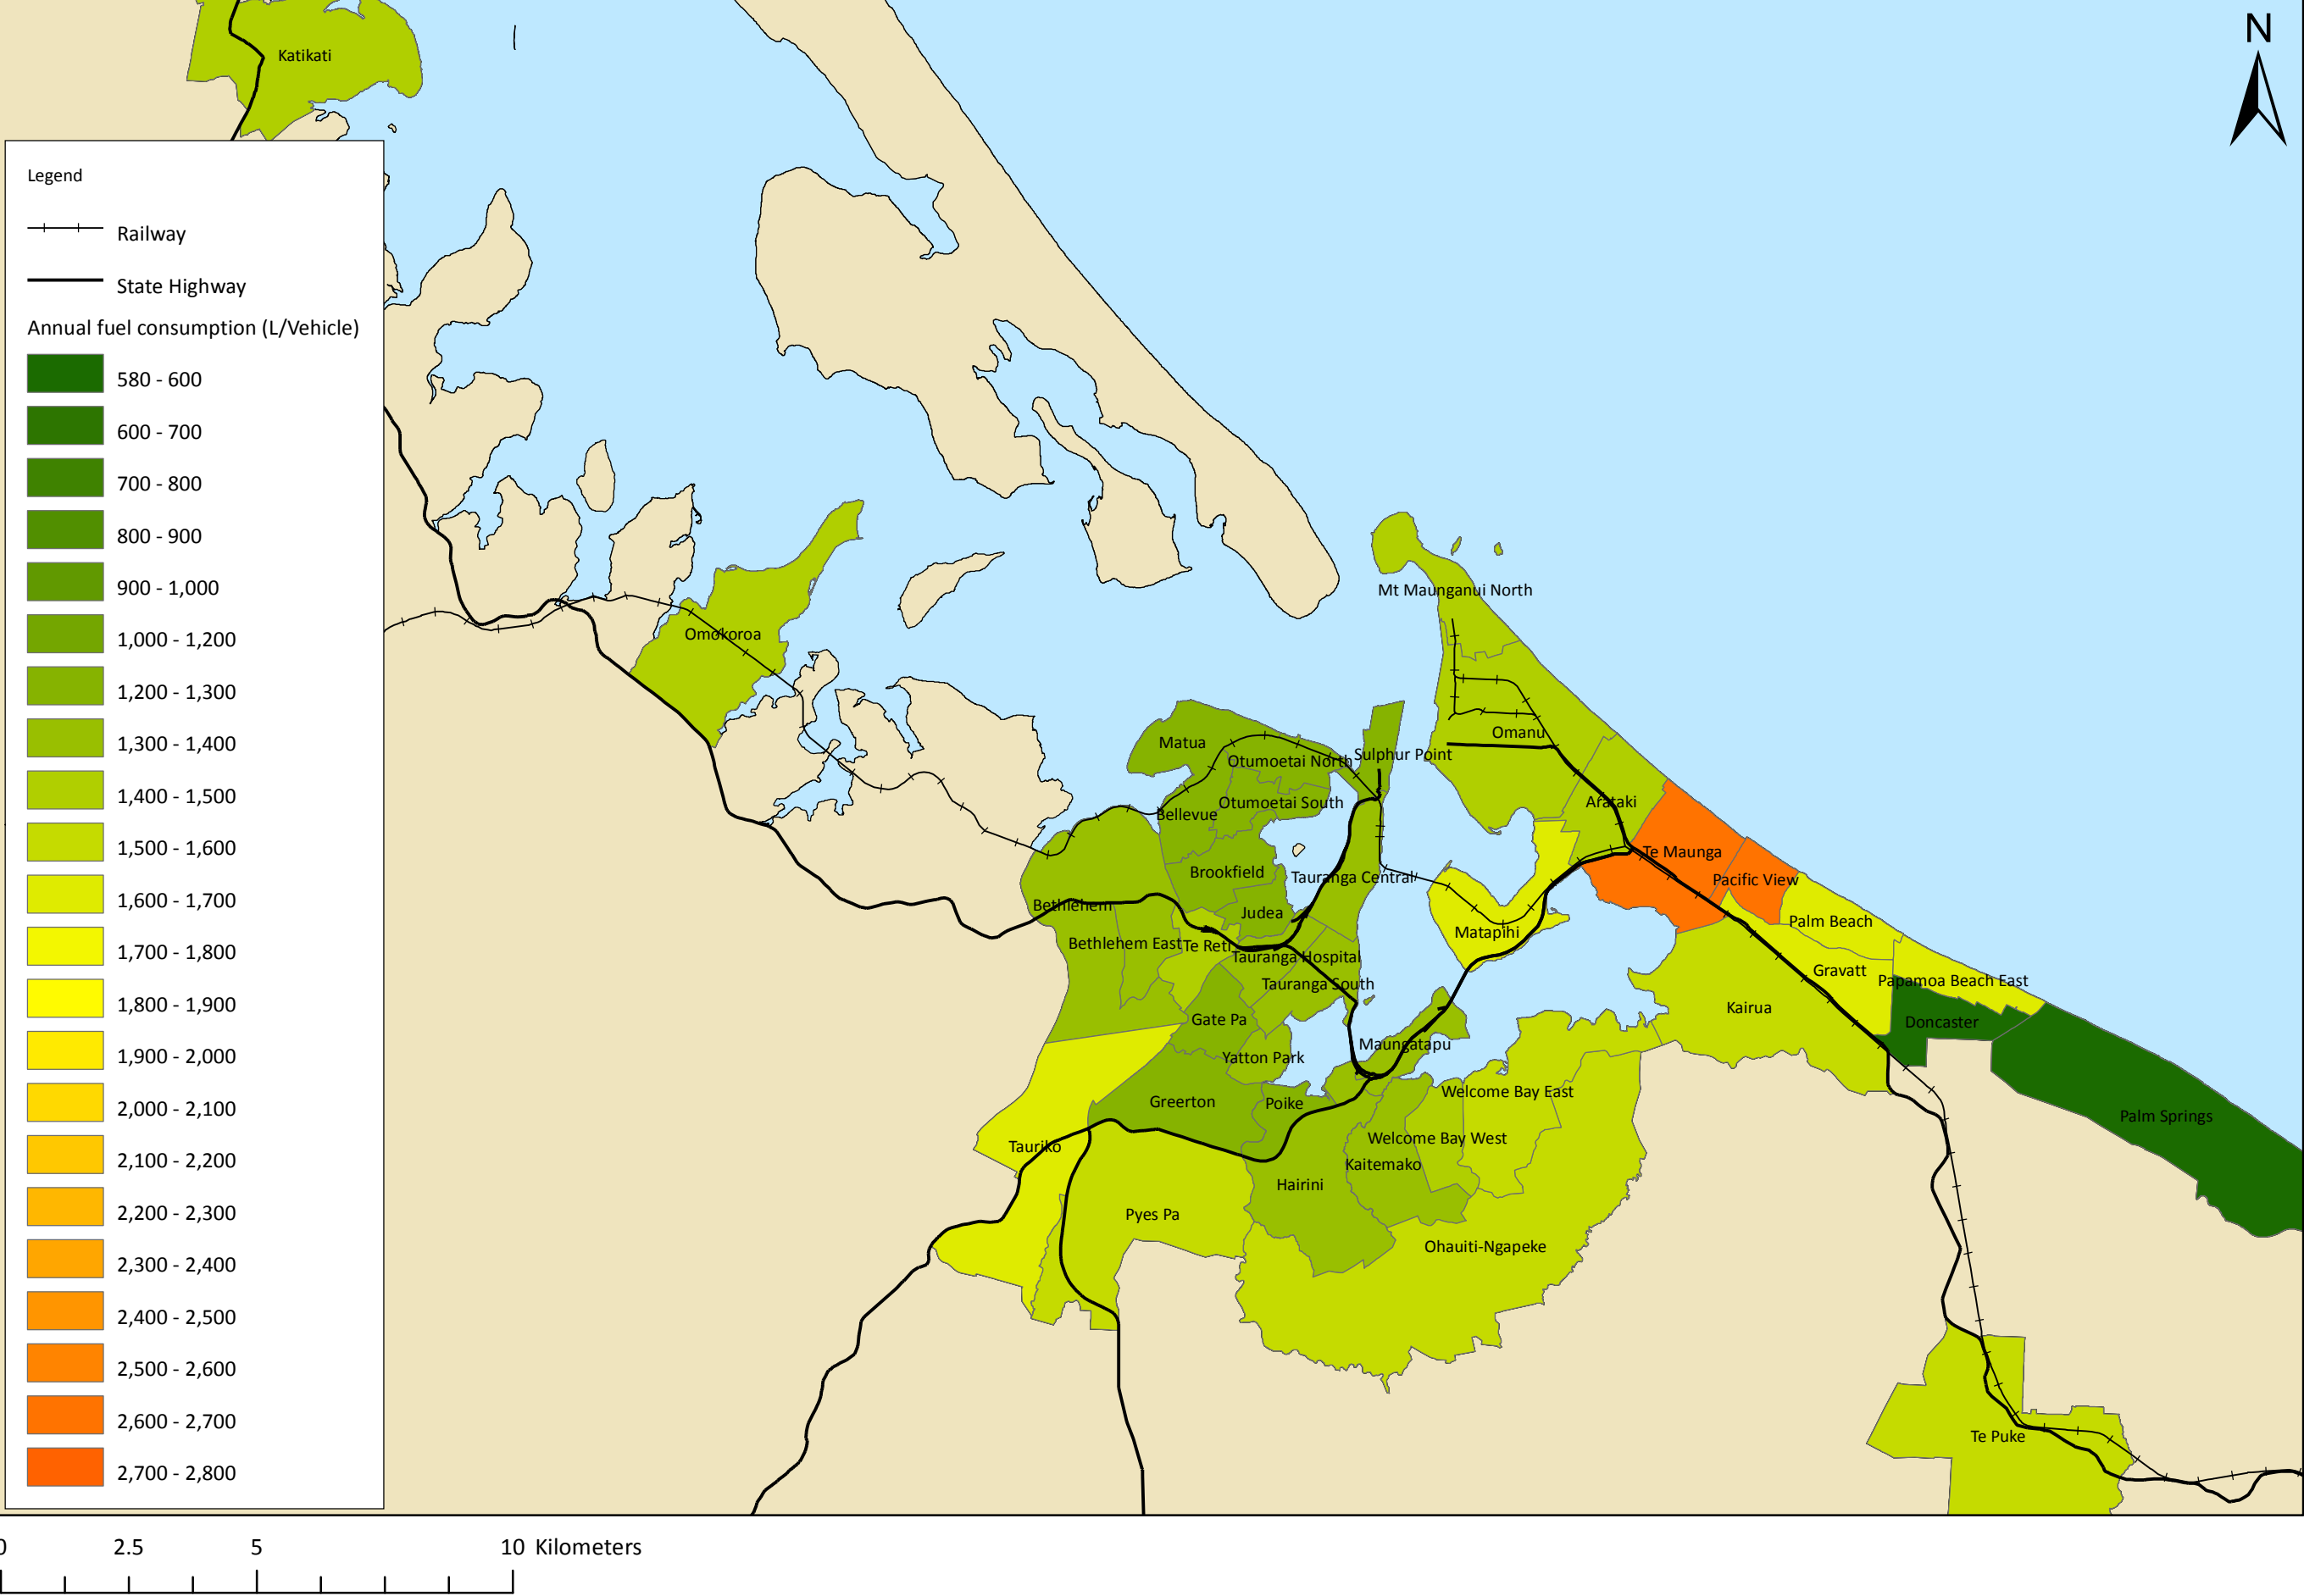 N
Katikati
Legend
Railway
State Highway
Annual fuel consumption (L/Vehicle)
580 - 600
600 - 700
700 - 800
800 - 900
900 - 1,000
1,000 - 1,200
1,200 - 1,300
1,300 - 1,400
1,400 - 1,500
1,500 - 1,600
1,600 - 1,700
1,700 - 1,800
1,800 - 1,900
1,900 - 2,000
2,000 - 2,100
2,100 - 2,200
2,200 - 2,300
2,300 - 2,400
2,400 - 2,500
2,500 - 2,600
2,600 - 2,700
2,700 - 2,800
Mt Maunganui North
Omokoroa
Omanu
Matua
Sulphur Point
Otumoetai North
Arataki
Otumoetai South
Bellevue
Te Maunga
Brookfield
Tauranga Central
Pacific View
Bethlehem
Judea
Palm Beach
Matapihi
Bethlehem East
Te Reti
Tauranga Hospital
Gravatt
Papamoa Beach East
Tauranga South
Kairua
Gate Pa
Doncaster
Maungatapu
Yatton Park
Welcome Bay East
Greerton
Poike
Palm Springs
Welcome Bay West
Tauriko
Kaitemako
Hairini
Pyes Pa
Ohauiti-Ngapeke
Te Puke
0 2.5 5 10 Kilometers